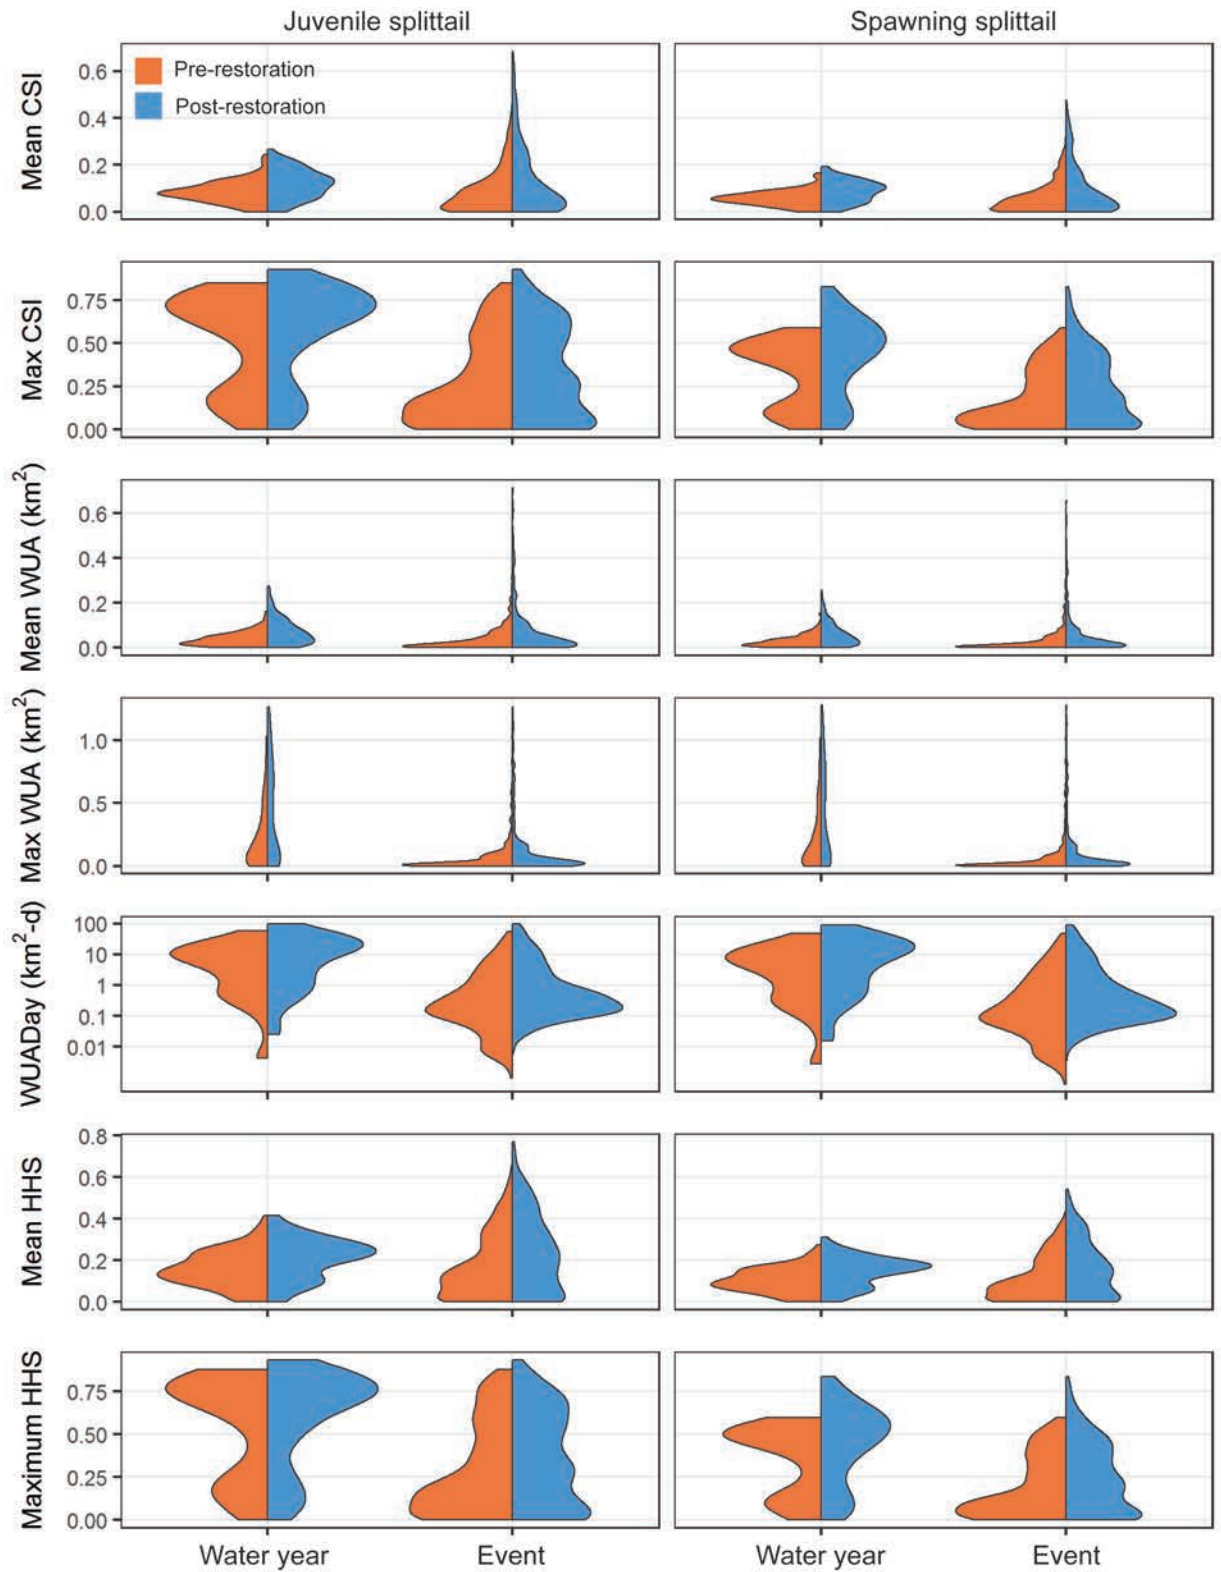 Juvenile splittail
Spawning splittail
Pre-restoration
Post-restoration
Mean CSI
0.6
0.4
0.2
0.0
Max CSI
0.75
0.50
0.25
0.00
Mean WUA (km²)
0.6
0.4
0.2
0.0
Max WUA (km²)
1.0
0.5
0.0
WUADay (km²-d)
100
10
1
0.1
0.01
Mean HHS
0.8
0.6
0.4
0.2
0.0
Maximum HHS
0.75
0.50
0.25
0.00
Water year
Event
Water year
Event